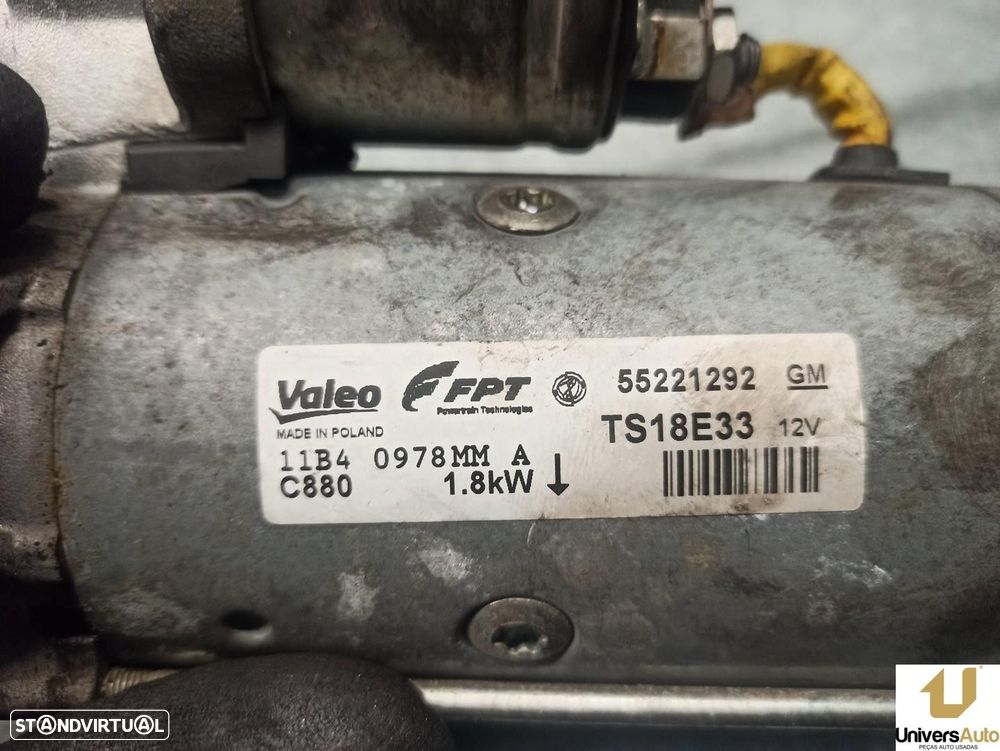 Valeo FPT 55221292 GM
Powertrain Technologies
MADE IN POLAND TS18E33 12V
11B4 0978MM A
C880 1.8kW
STANDVIRTUAL
UniversAuto
PEÇAS AUTO USADAS